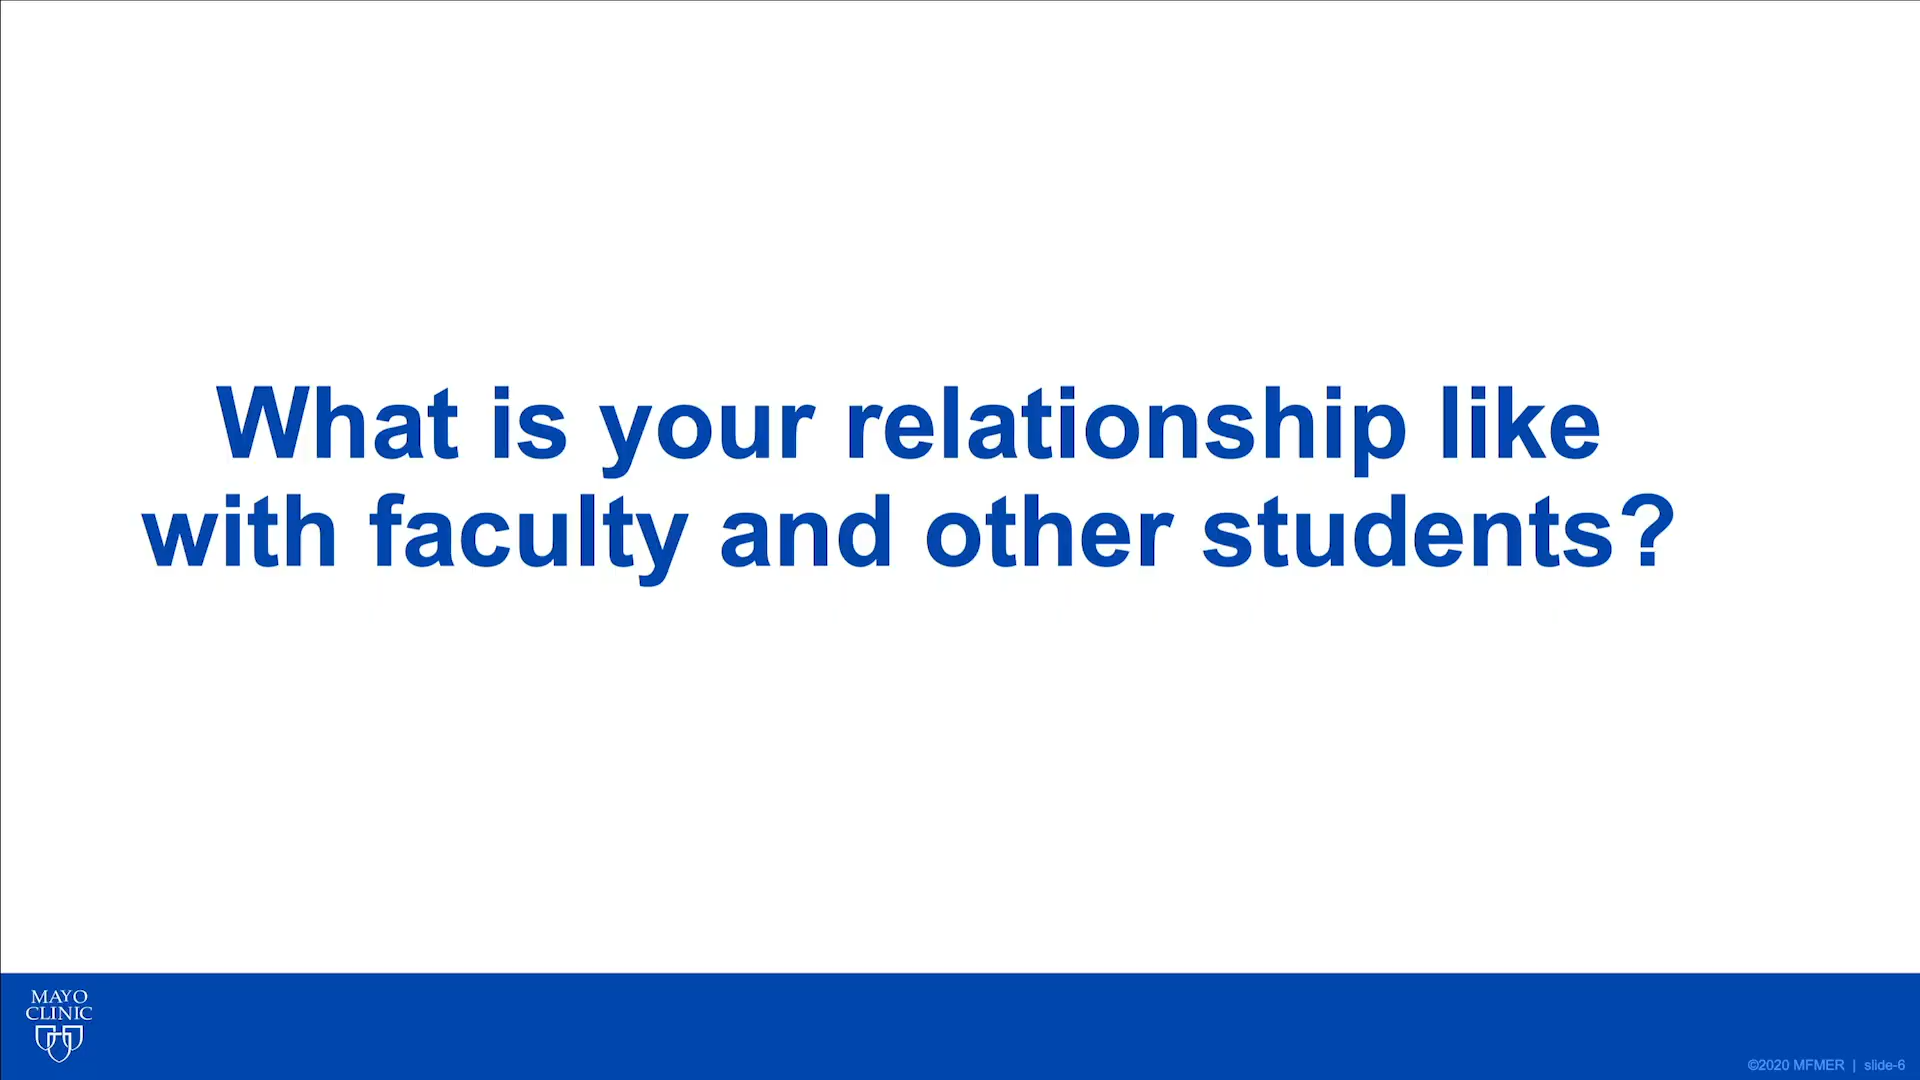 What is your relationship like
with faculty and other students?
MAYO
CLINIC
©2020 MFMER | slide-6